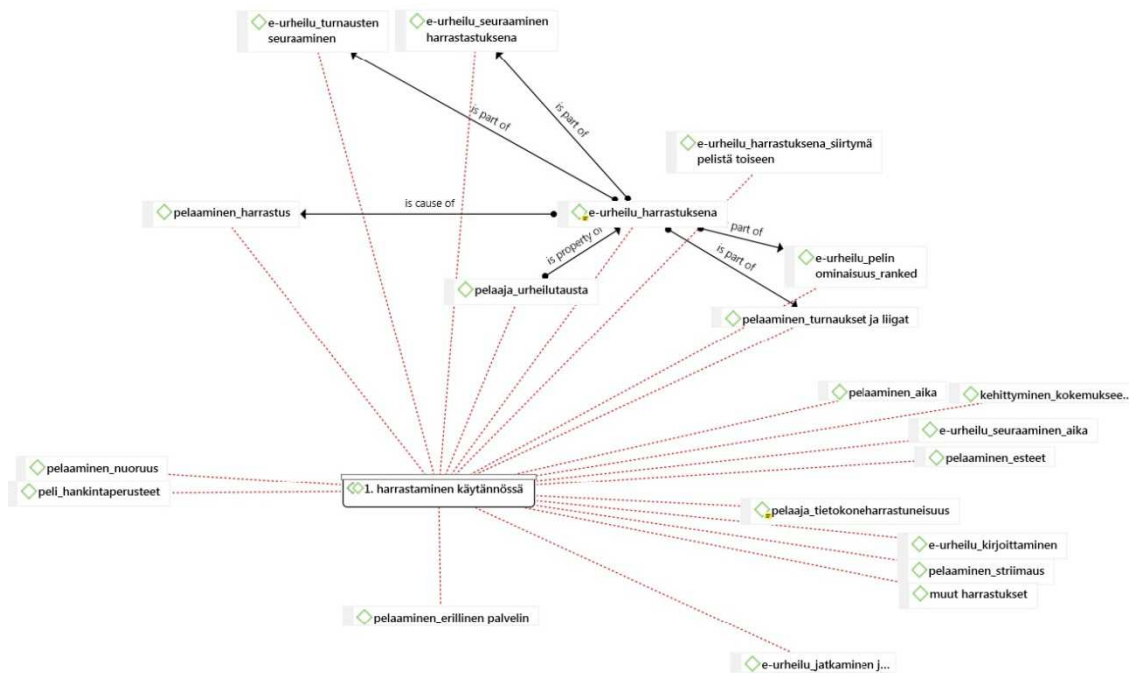 e-urheilu_turnausten
seuraaminen
e-urheilu_seuraaminen
harrastastuksena
is part of
is part of
e-urheilu_harrastuksena_siirtymä
pelistä toiseen
pelaaminen_harrastus
is cause of
e-urheilu_harrastuksena
part of
is property of
is part of
e-urheilu_pelin
ominaisuus_ranked
pelaaja_urheilutausta
pelaaminen_turnaukset ja liigat
pelaaminen_aika
kehittyminen_kokemuksee...
e-urheilu_seuraaminen_aika
pelaaminen_esteet
pelaaminen_nuoruus
peli_hankintaperusteet
1. harrastaminen käytännössä
pelaaja_tietokoneharrastuneisuus
e-urheilu_kirjoittaminen
pelaaminen_striimaus
muut harrastukset
pelaaminen_erillinen palvelin
e-urheilu_jatkaminen j...